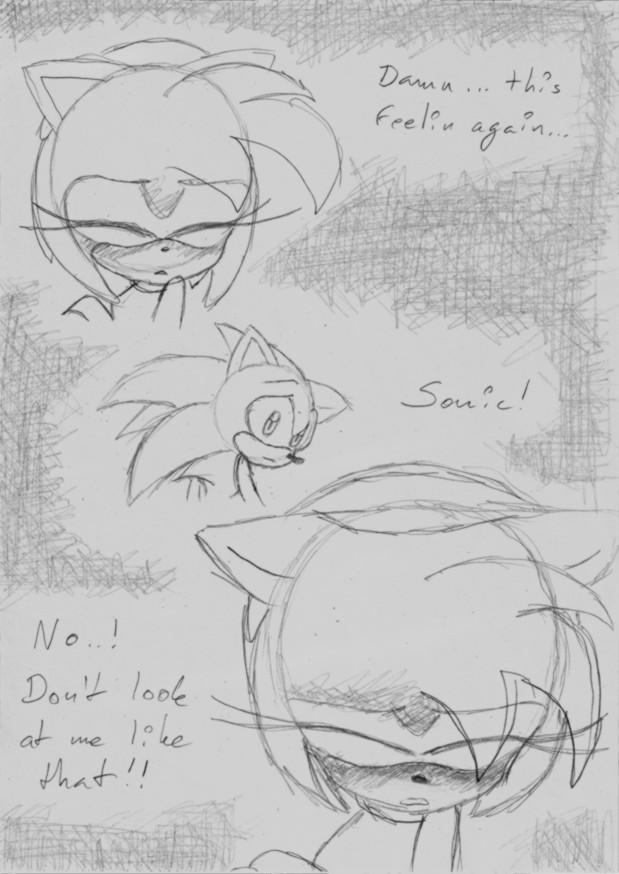 Damn... this
feelin again...
Sonic!
No..!
Don't look
at me like
that!!